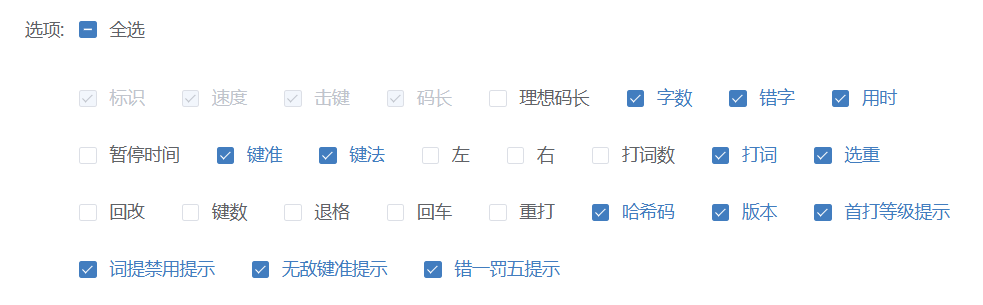 选项: 全选
标识 速度 击键 码长 理想码长 字数 错字 用时
暂停时间 键准 键法 左 右 打词数 打词 选重
回改 键数 退格 回车 重打 哈希码 版本 首打等级提示
词提禁用提示 无敌键准提示 错一罚五提示